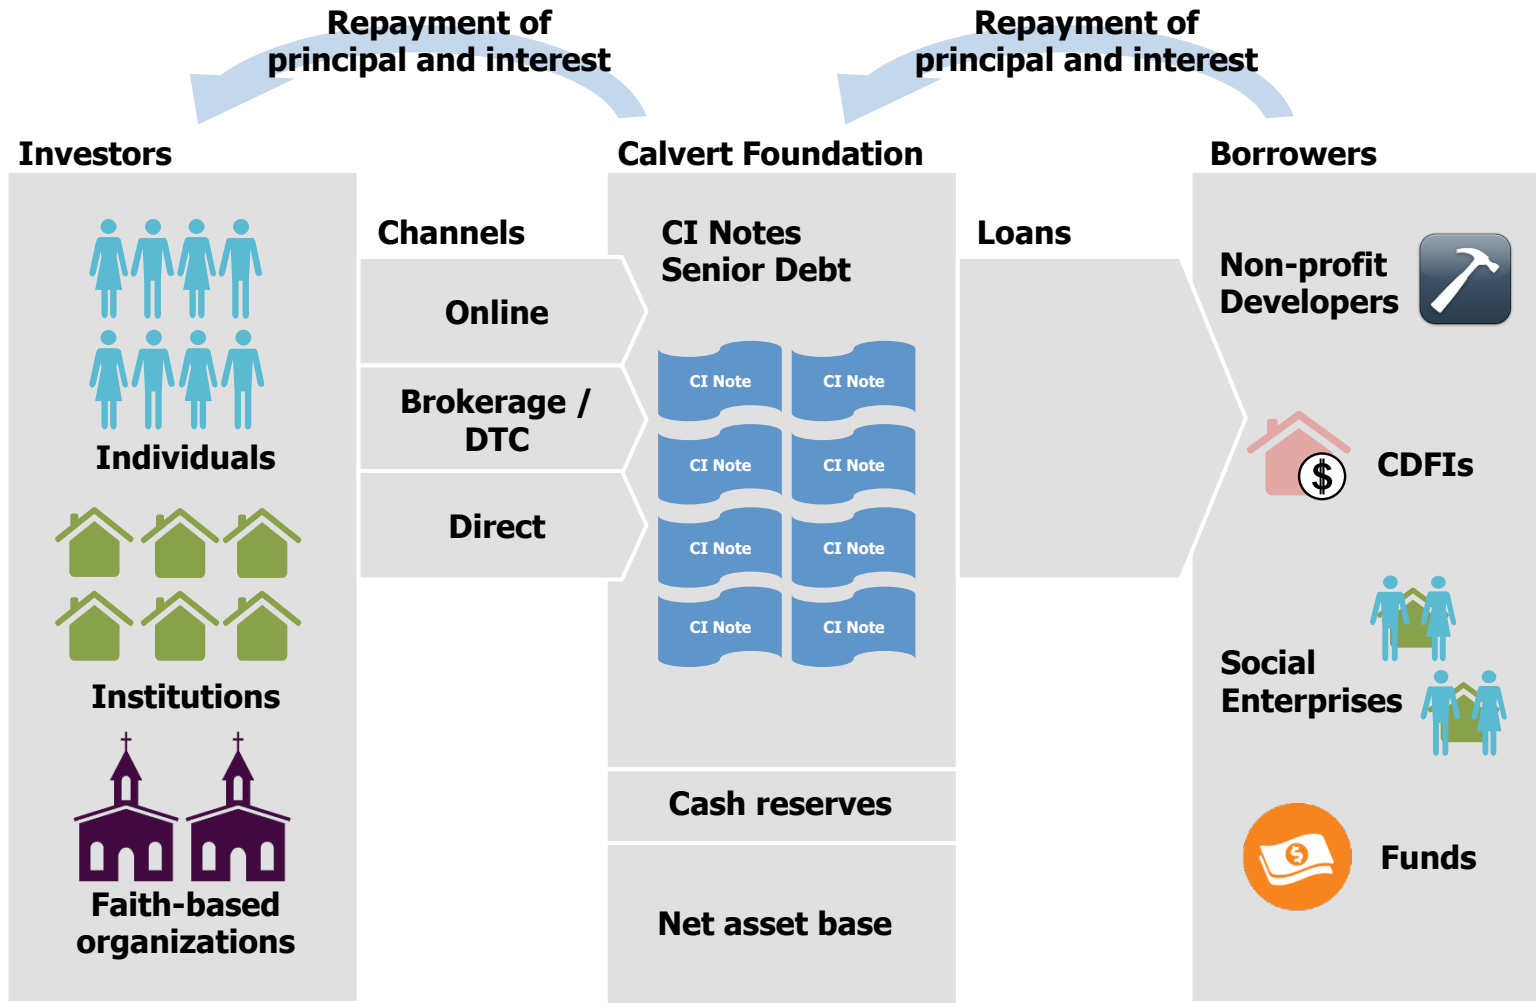 Repayment of
principal and interest
Repayment of
principal and interest
Investors
Calvert Foundation
Borrowers
Individuals
Institutions
Faith-based
organizations
Channels
Online
Brokerage /
DTC
Direct
CI Notes
Senior Debt
CI Note
CI Note
CI Note
CI Note
CI Note
CI Note
CI Note
CI Note
Cash reserves
Net asset base
Loans
Non-profit
Developers
$
CDFIs
Social
Enterprises
$
Funds